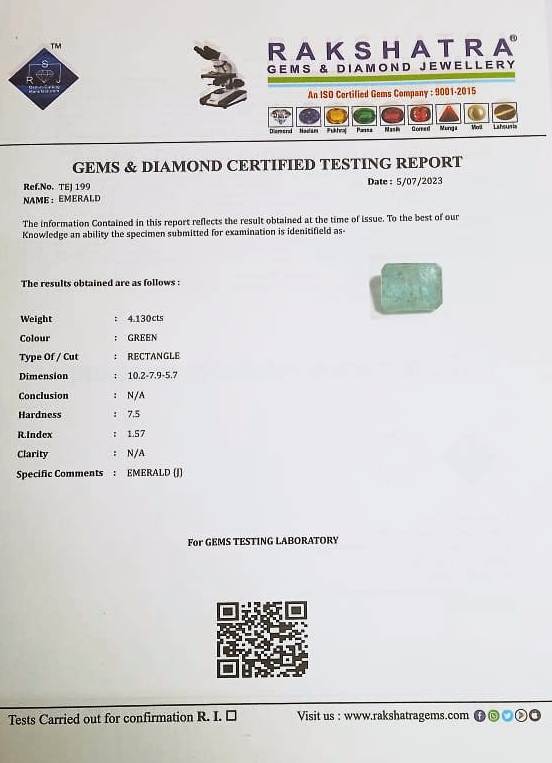 TM
R S J
RAKSHATRA®
GEMS & DIAMOND JEWELLERY
An ISO Certified Gems Company : 9001-2015
Diamond Neelam Pukhraj Panna Manik Gomed Munga Moti Lahsunia
GEMS & DIAMOND CERTIFIED TESTING REPORT
Ref.No. TEJ 199
Date : 5/07/2023
NAME : EMERALD
The information Contained in this report reflects the result obtained at the time of issue. To the best of our
Knowledge an ability the specimen submitted for examination is idenitifield as-
The results obtained are as follows :
Weight : 4.130cts
Colour : GREEN
Type Of / Cut : RECTANGLE
Dimension : 10.2-7.9-5.7
Conclusion : N/A
Hardness : 7.5
R.Index : 1.57
Clarity : N/A
Specific Comments : EMERALD (J)
For GEMS TESTING LABORATORY
Tests Carried out for confirmation R. I. ☐
Visit us : www.rakshatragems.com